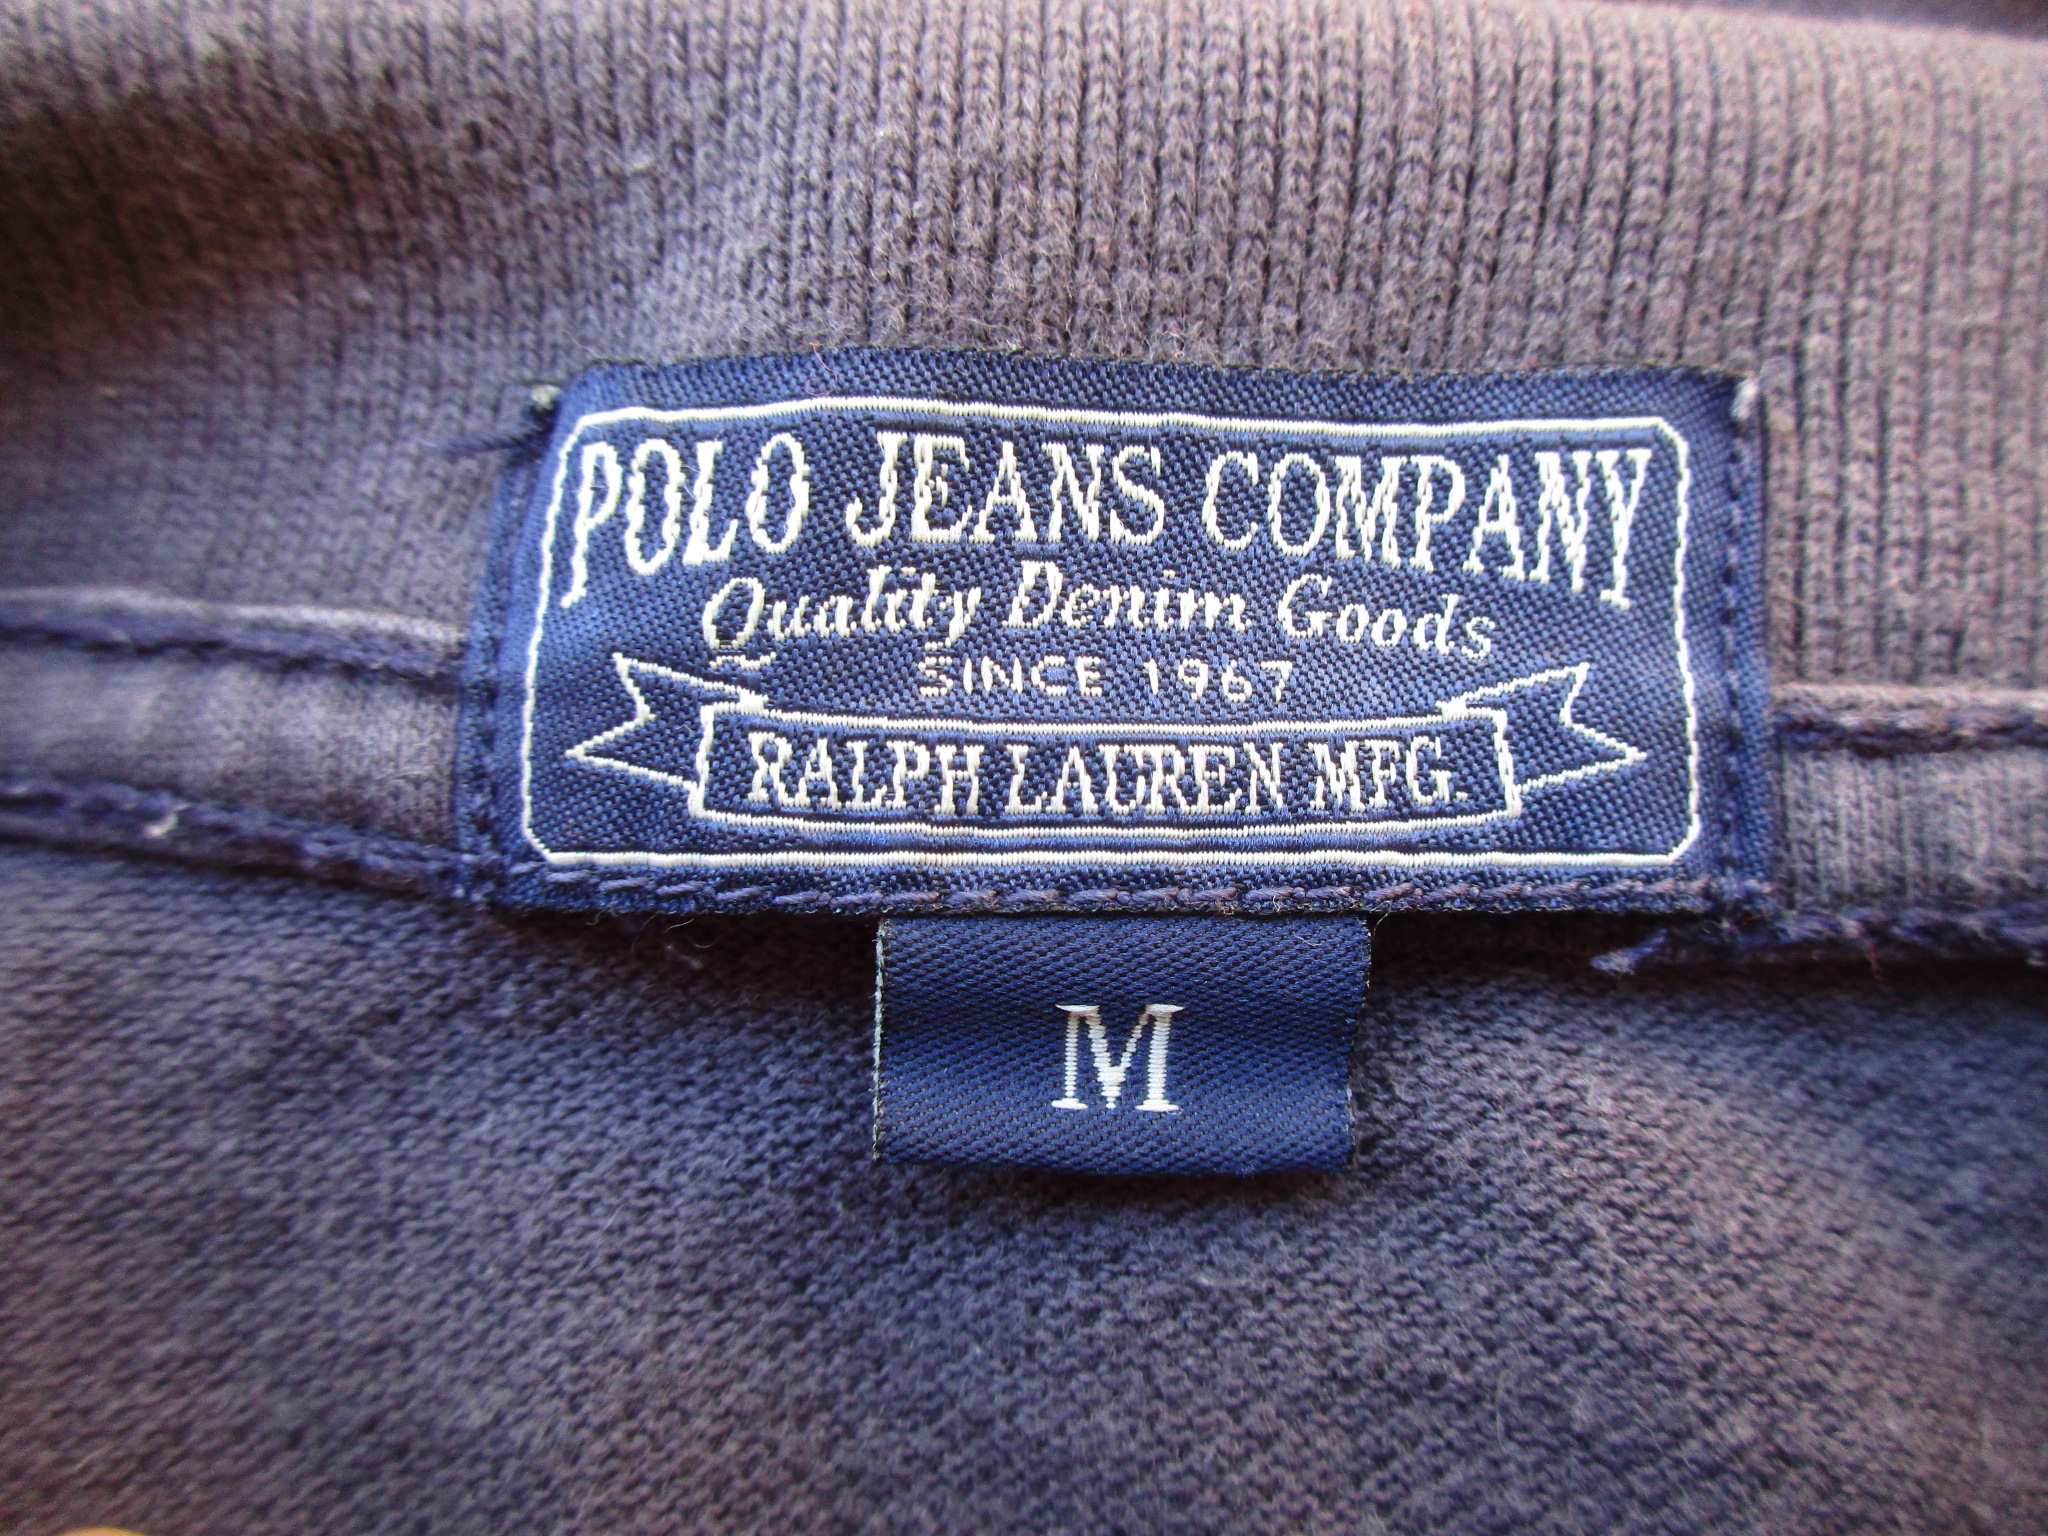 POLO JEANS COMPANY
Quality Denim Goods
SINCE 1967
RALPH LAUREN MFG.
M